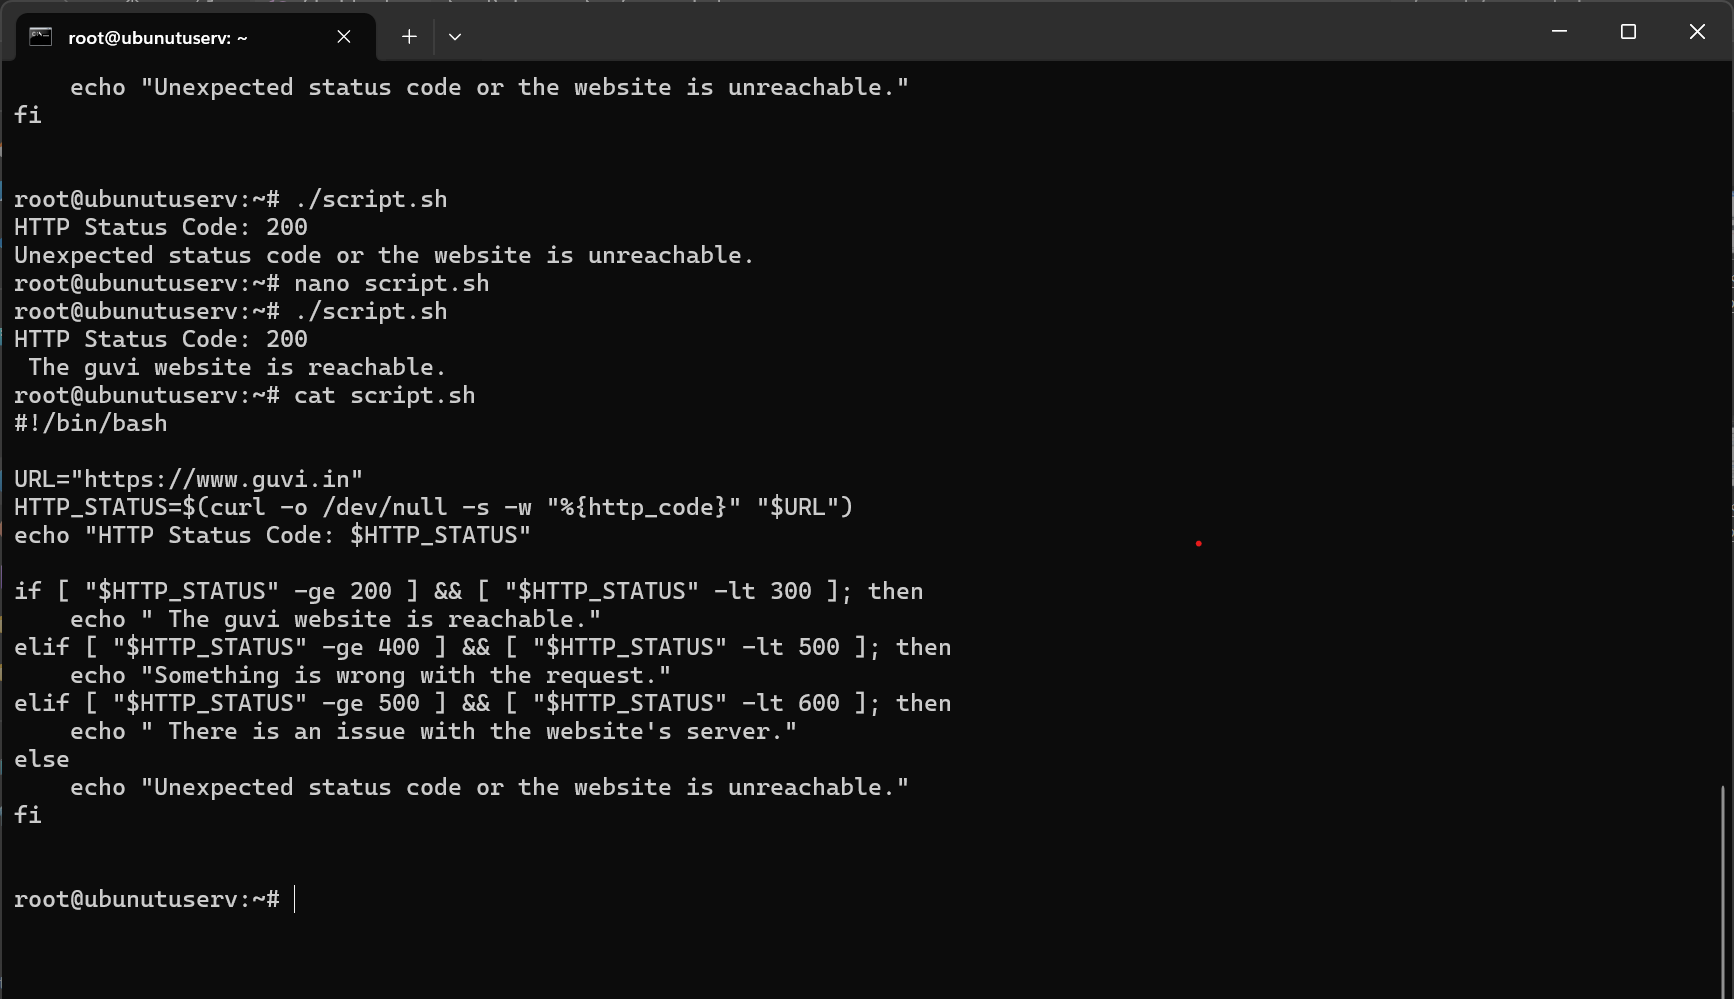 root@ubunutuserv: ~
    echo "Unexpected status code or the website is unreachable."
fi
root@ubunutuserv:~# ./script.sh
HTTP Status Code: 200
Unexpected status code or the website is unreachable.
root@ubunutuserv:~# nano script.sh
root@ubunutuserv:~# ./script.sh
HTTP Status Code: 200
 The guvi website is reachable.
root@ubunutuserv:~# cat script.sh
#!/bin/bash
URL="https://www.guvi.in"
HTTP_STATUS=$(curl -o /dev/null -s -w "%{http_code}" "$URL")
echo "HTTP Status Code: $HTTP_STATUS"
if [ "$HTTP_STATUS" -ge 200 ] && [ "$HTTP_STATUS" -lt 300 ]; then
    echo " The guvi website is reachable."
elif [ "$HTTP_STATUS" -ge 400 ] && [ "$HTTP_STATUS" -lt 500 ]; then
    echo "Something is wrong with the request."
elif [ "$HTTP_STATUS" -ge 500 ] && [ "$HTTP_STATUS" -lt 600 ]; then
    echo " There is an issue with the website's server."
else
    echo "Unexpected status code or the website is unreachable."
fi
root@ubunutuserv:~#